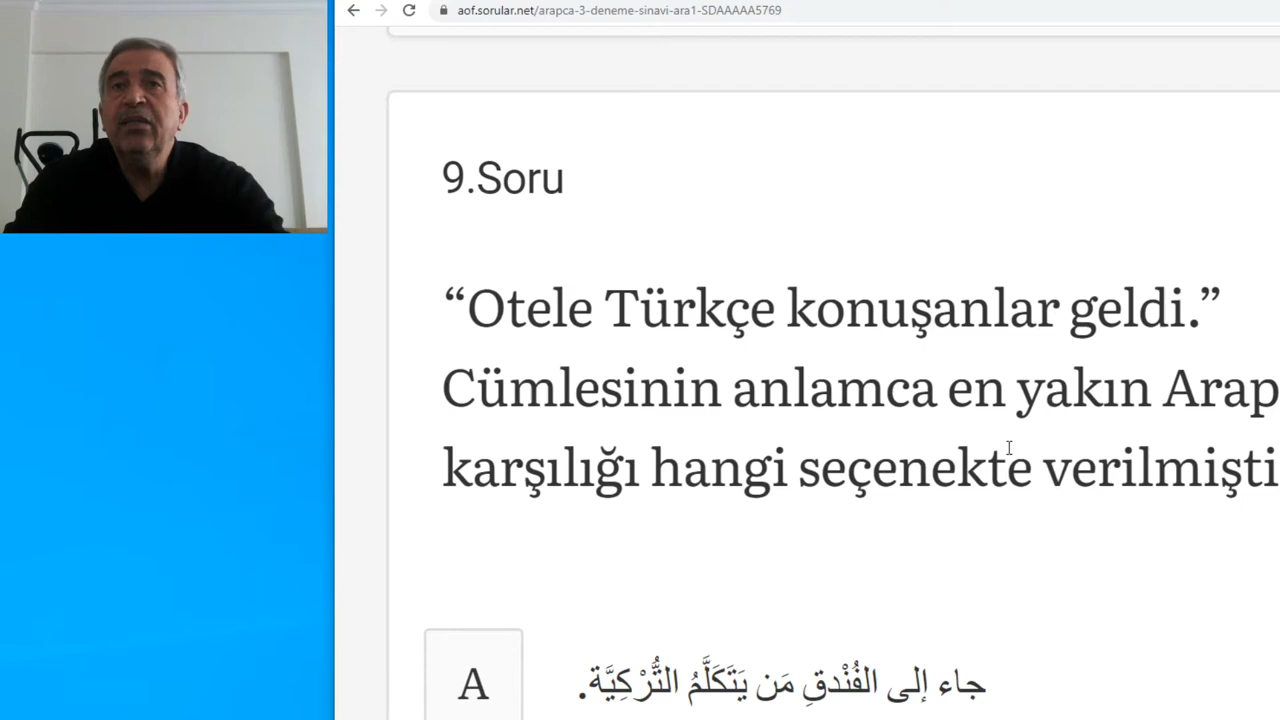 aof.sorular.net/arapca-3-deneme-sinavi-ara1-SDAAAAA5769
9.Soru
“Otele Türkçe konuşanlar geldi.”
Cümlesinin anlamca en yakın Arap
karşılığı hangi seçenekte verilmişti
A
جاء إلى الفُنْدقِ مَن يَتَكَلَّمُ التُّرْكِيَّة.